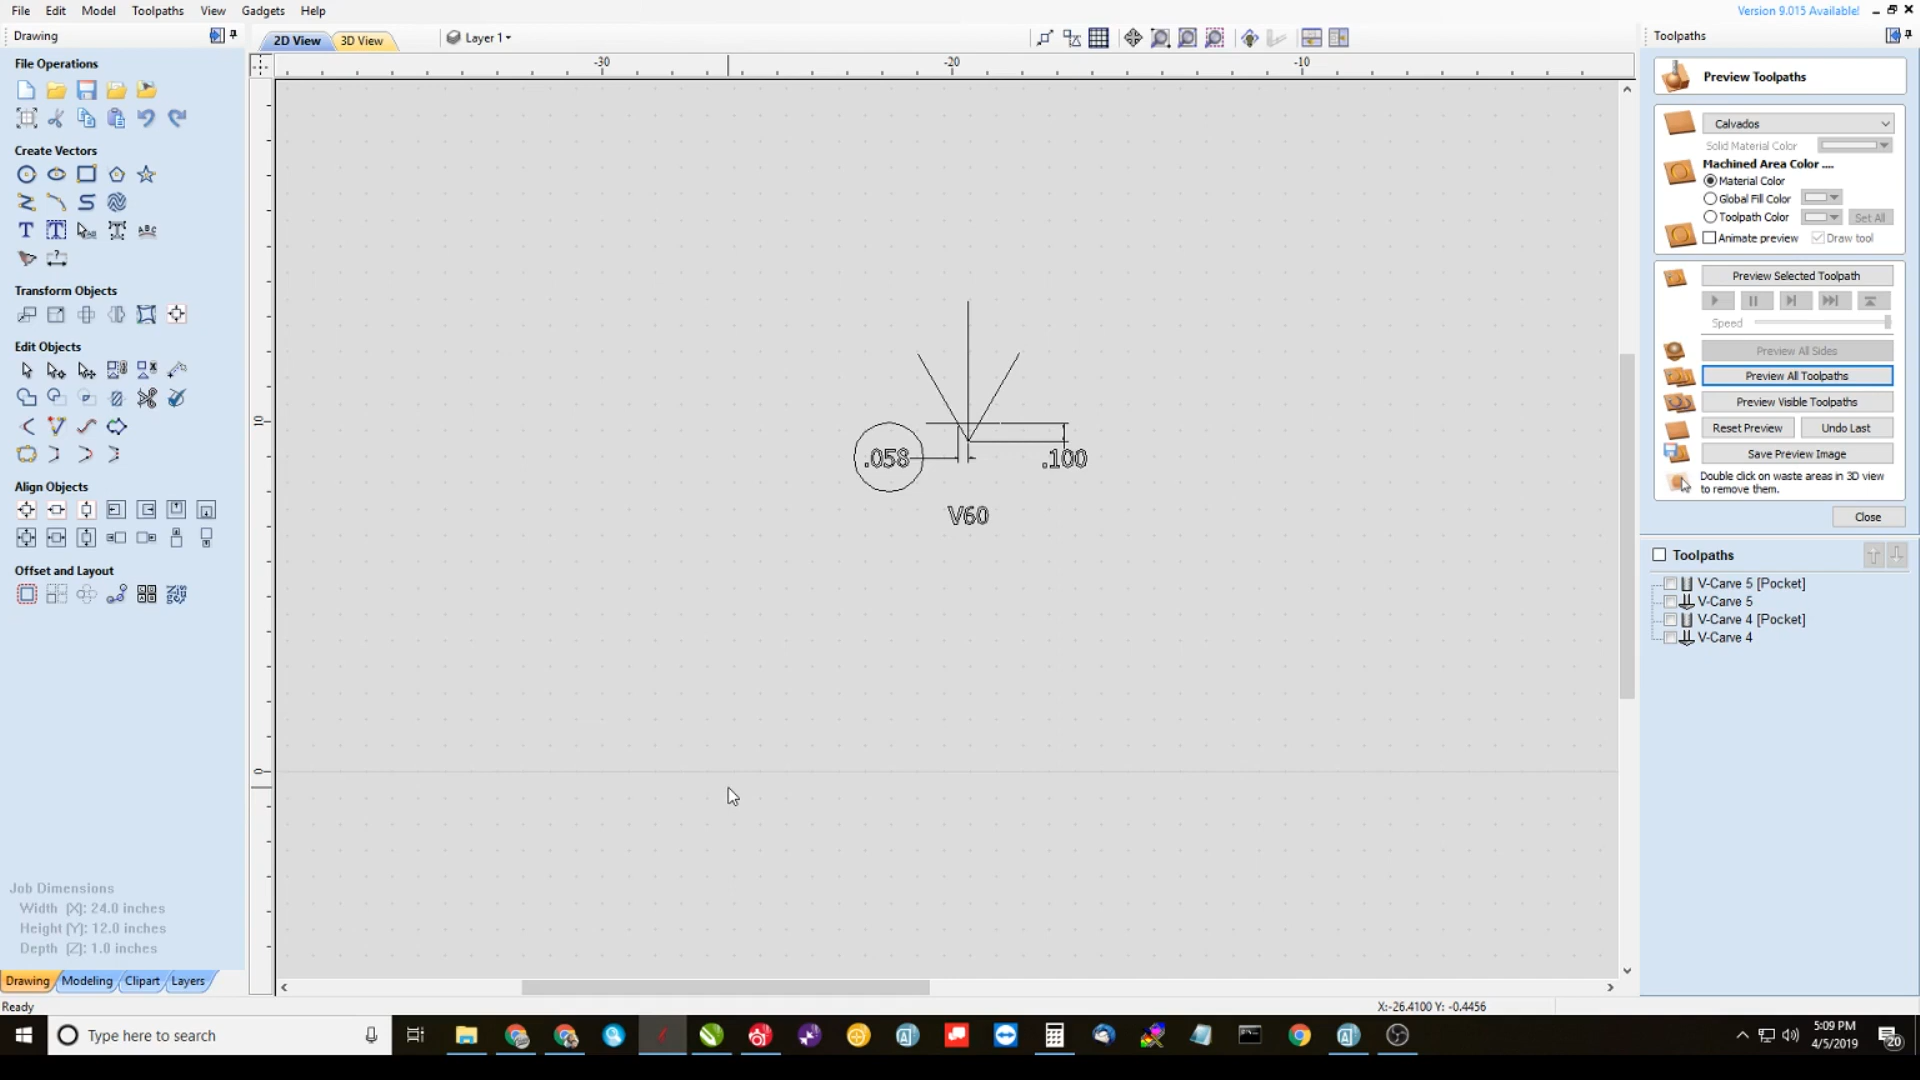 File Edit Model Toolpaths View Gadgets Help
Version 9.015 Available!
Drawing
2D View 3D View
Layer 1
Toolpaths
-30 -20 -10
10
0
File Operations
Create Vectors
Transform Objects
Edit Objects
Align Objects
Offset and Layout
Job Dimensions
Width [X]: 24.0 inches
Height [Y]: 12.0 inches
Depth [Z]: 1.0 inches
Drawing Modeling Clipart Layers
.058
.100
V60
Preview Toolpaths
Calvados
Solid Material Color
Machined Area Color ....
Material Color
Global Fill Color
Toolpath Color Set All
Animate preview Draw tool
Preview Selected Toolpath
Speed
Preview All Sides
Preview All Toolpaths
Preview Visible Toolpaths
Reset Preview Undo Last
Save Preview Image
Double click on waste areas in 3D view
to remove them.
Close
Toolpaths
V-Carve 5 [Pocket]
V-Carve 5
V-Carve 4 [Pocket]
V-Carve 4
Ready
X:-26.4100 Y: -0.4456
Type here to search
5:09 PM
4/5/2019
20